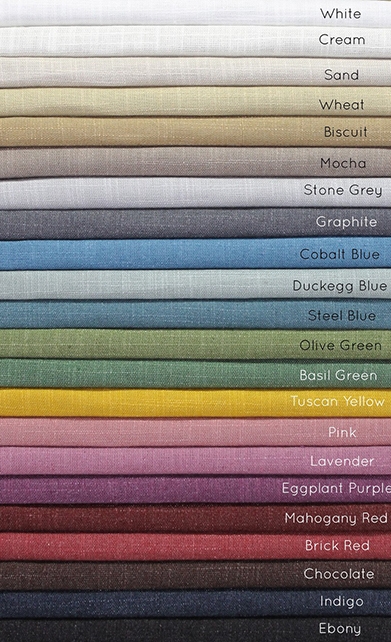 White
Cream
Sand
Wheat
Biscuit
Mocha
Stone Grey
Graphite
Cobalt Blue
Duckegg Blue
Steel Blue
Olive Green
Basil Green
Tuscan Yellow
Pink
Lavender
Eggplant Purple
Mahogany Red
Brick Red
Chocolate
Indigo
Ebony